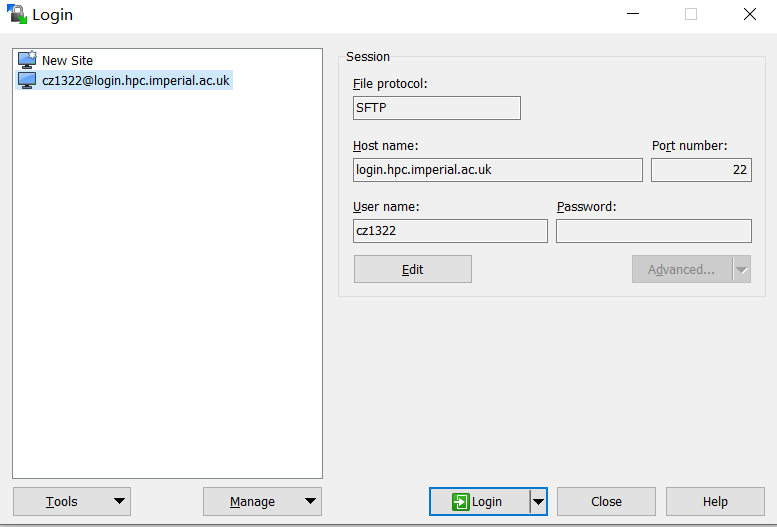 Login
New Site
cz1322@login.hpc.imperial.ac.uk
Session
File protocol:
SFTP
Host name:
Port number:
login.hpc.imperial.ac.uk
22
User name:
Password:
cz1322
Edit
Advanced...
Tools
Manage
Login
Close
Help